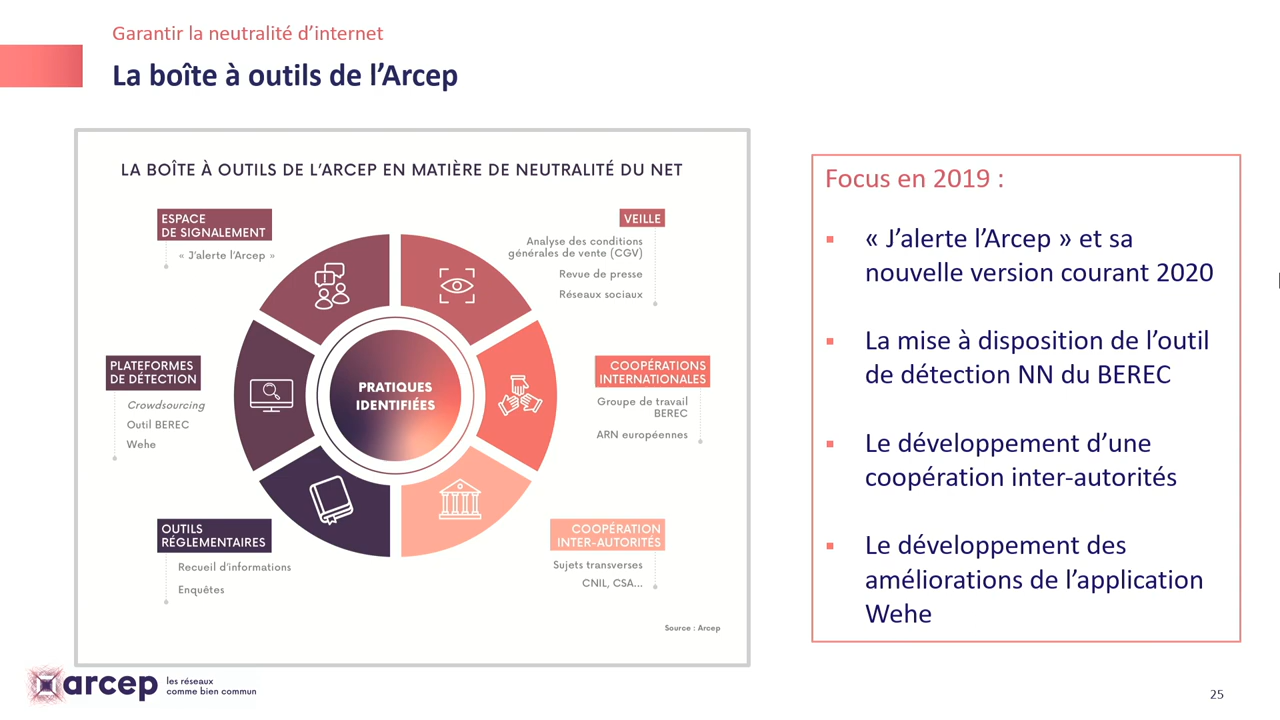 Garantir la neutralité d’internet
La boîte à outils de l’Arcep
LA BOÎTE À OUTILS DE L’ARCEP EN MATIÈRE DE NEUTRALITÉ DU NET
ESPACE
DE SIGNALEMENT
« J’alerte l’Arcep »
VEILLE
Analyse des conditions
générales de vente (CGV)
Revue de presse
Réseaux sociaux
PLATEFORMES
DE DÉTECTION
Crowdsourcing
Outil BEREC
Wehe
PRATIQUES
IDENTIFIÉES
COOPÉRATIONS
INTERNATIONALES
Groupe de travail
BEREC
ARN européennes
OUTILS
RÉGLEMENTAIRES
Recueil d’informations
Enquêtes
COOPÉRATION
INTER-AUTORITÉS
Sujets transverses
CNIL, CSA...
Source : Arcep
Focus en 2019 :
▪ « J’alerte l’Arcep » et sa
nouvelle version courant 2020
▪ La mise à disposition de l’outil
de détection NN du BEREC
▪ Le développement d’une
coopération inter-autorités
▪ Le développement des
améliorations de l’application
Wehe
arcep
les réseaux
comme bien commun
25